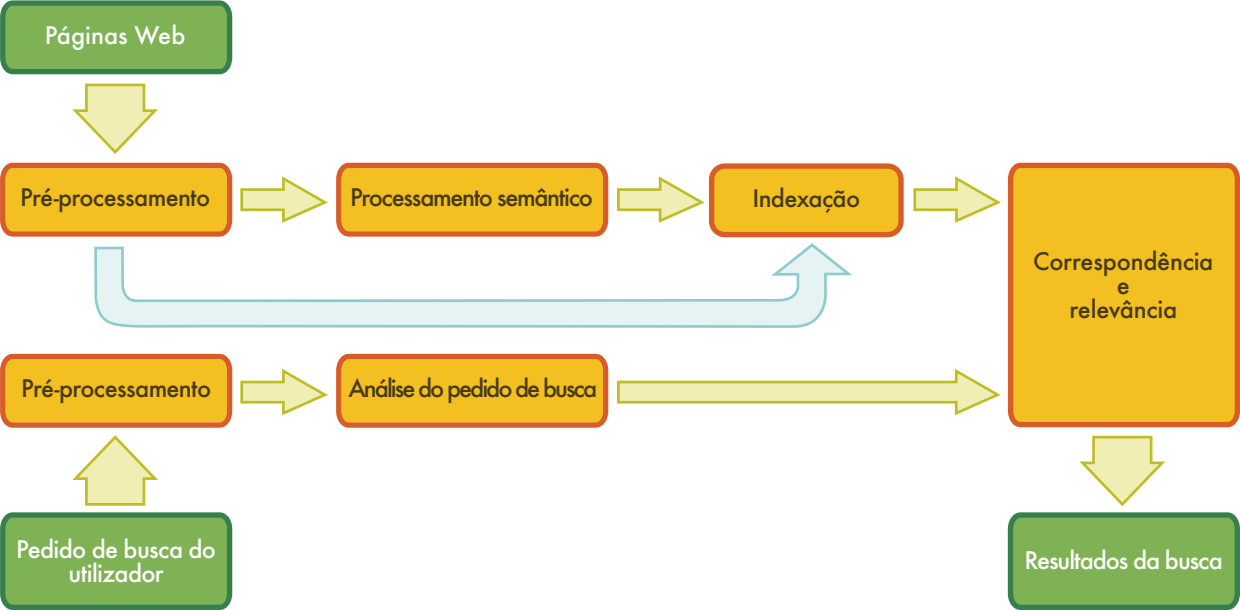 Páginas Web
Pré-processamento
Processamento semântico
Indexação
Correspondência
e
relevância
Pré-processamento
Análise do pedido de busca
Pedido de busca do
utilizador
Resultados da busca